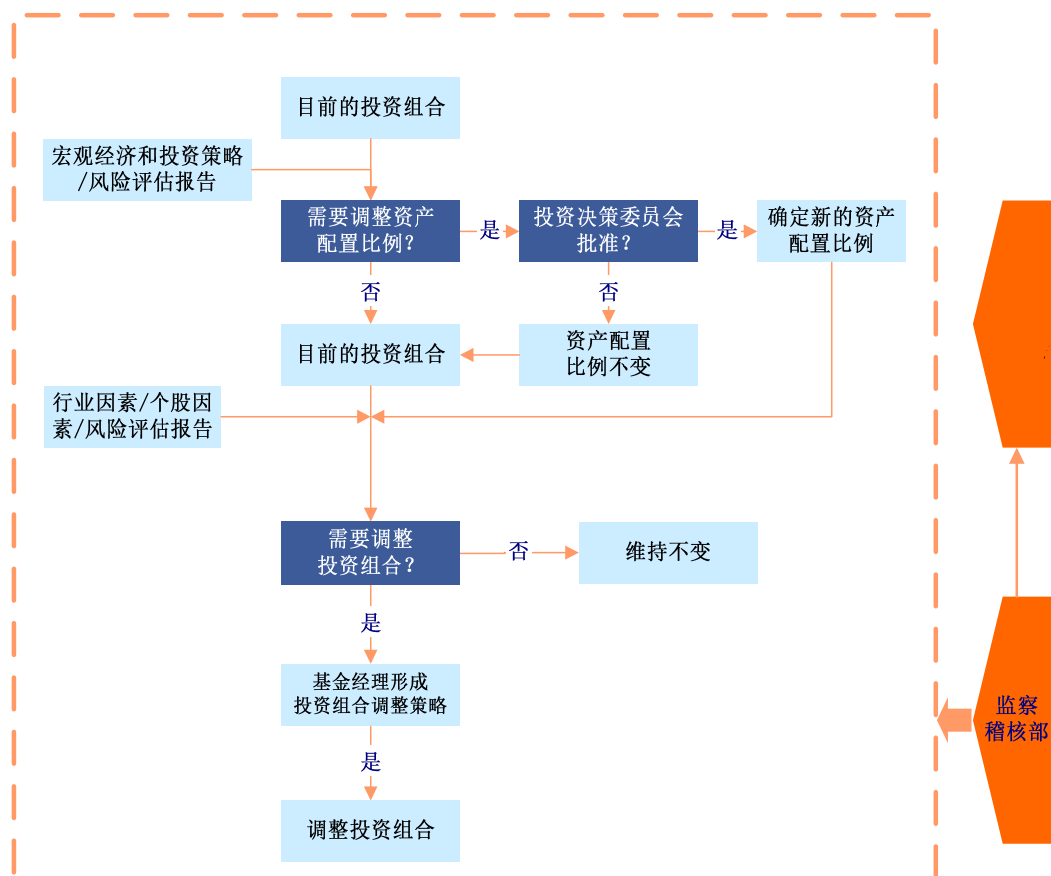 目前的投资组合
宏观经济和投资策略
/风险评估报告
需要调整资产
配置比例？
是
投资决策委员会
批准？
是
确定新的资产
配置比例
否
否
目前的投资组合
资产配置
比例不变
行业因素/个股因
素/风险评估报告
需要调整
投资组合？
否
维持不变
是
基金经理形成
投资组合调整策略
监察
稽核部
是
调整投资组合